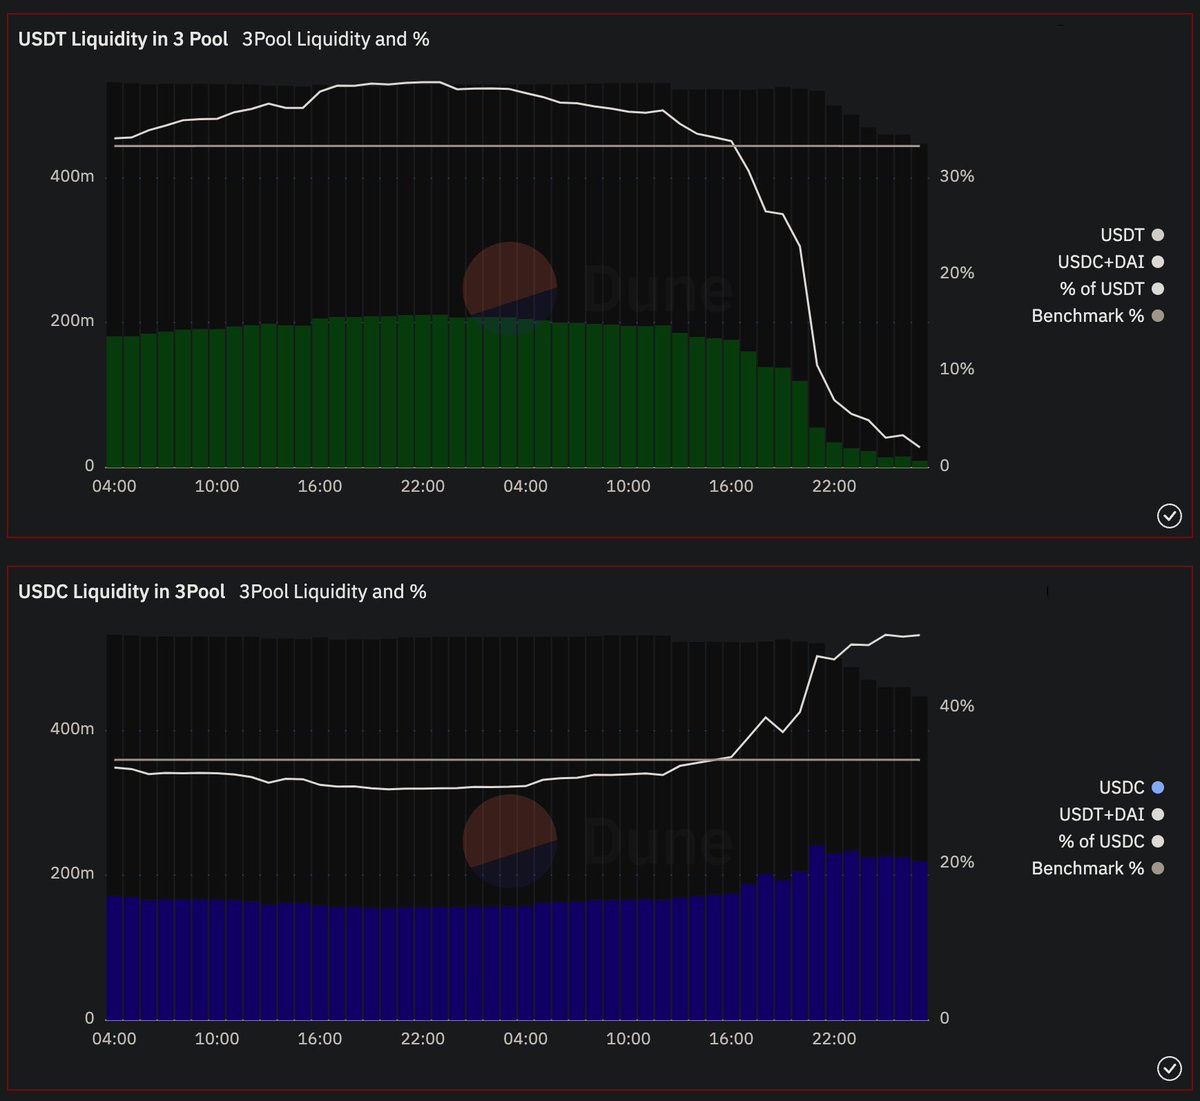 USDT Liquidity in 3 Pool 3Pool Liquidity and %
400m
200m
0
30%
20%
10%
0
04:00 10:00 16:00 22:00 04:00 10:00 16:00 22:00
Dune
USDT
USDC+DAI
% of USDT
Benchmark %
USDC Liquidity in 3Pool 3Pool Liquidity and %
400m
200m
0
40%
20%
0
04:00 10:00 16:00 22:00 04:00 10:00 16:00 22:00
Dune
USDC
USDT+DAI
% of USDC
Benchmark %